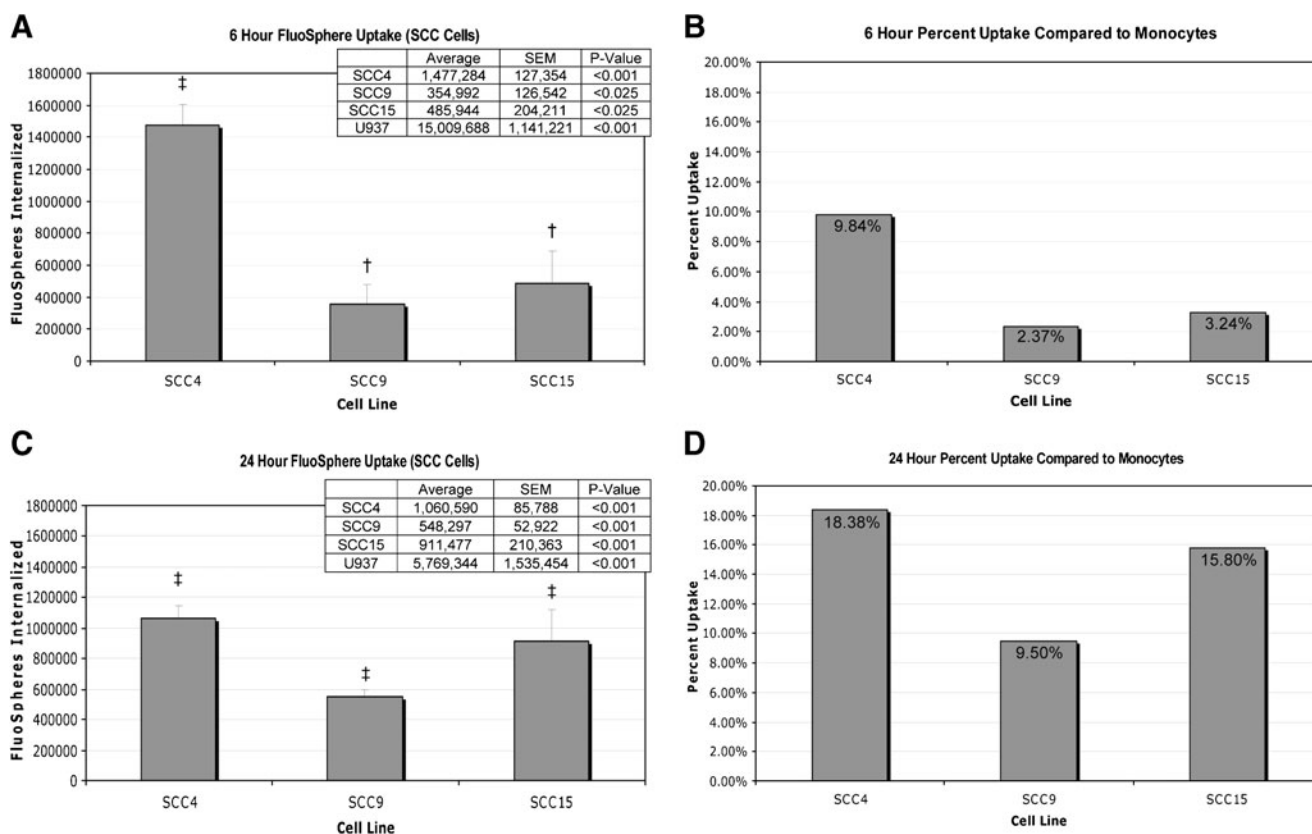 A
6 Hour FluoSphere Uptake (SCC Cells)
Average SEM P-Value
SCC4 1,477,284 127,354 <0.001
SCC9 354,992 126,542 <0.025
SCC15 485,944 204,211 <0.025
U937 15,009,688 1,141,221 <0.001
FluoSpheres Internalized
1800000
1600000
1400000
1200000
1000000
800000
600000
400000
200000
0
‡
†
†
SCC4 SCC9 SCC15
Cell Line
B
6 Hour Percent Uptake Compared to Monocytes
Percent Uptake
20.00%
18.00%
16.00%
14.00%
12.00%
10.00%
8.00%
6.00%
4.00%
2.00%
0.00%
9.84%
2.37%
3.24%
SCC4 SCC9 SCC15
Cell Line
C
24 Hour FluoSphere Uptake (SCC Cells)
Average SEM P-Value
SCC4 1,060,590 85,788 <0.001
SCC9 548,297 52,922 <0.001
SCC15 911,477 210,363 <0.001
U937 5,769,344 1,535,454 <0.001
FluoSpheres Internalized
1800000
1600000
1400000
1200000
1000000
800000
600000
400000
200000
0
‡
‡
‡
SCC4 SCC9 SCC15
Cell Line
D
24 Hour Percent Uptake Compared to Monocytes
Percent Uptake
20.00%
18.00%
16.00%
14.00%
12.00%
10.00%
8.00%
6.00%
4.00%
2.00%
0.00%
18.38%
9.50%
15.80%
SCC4 SCC9 SCC15
Cell Line